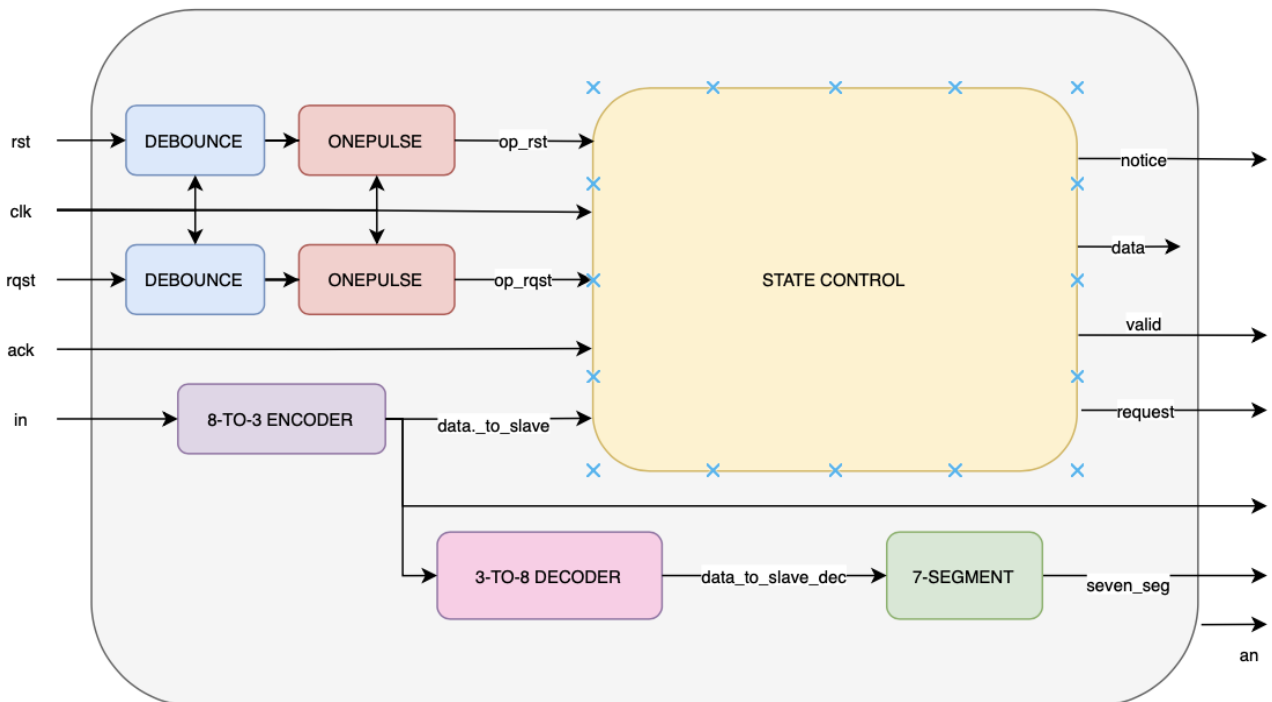 rst
DEBOUNCE
ONEPULSE
op_rst
notice
clk
data
rqst
DEBOUNCE
ONEPULSE
op_rqst
STATE CONTROL
valid
ack
in
8-TO-3 ENCODER
data._to_slave
request
3-TO-8 DECODER
data_to_slave_dec
7-SEGMENT
seven_seg
an